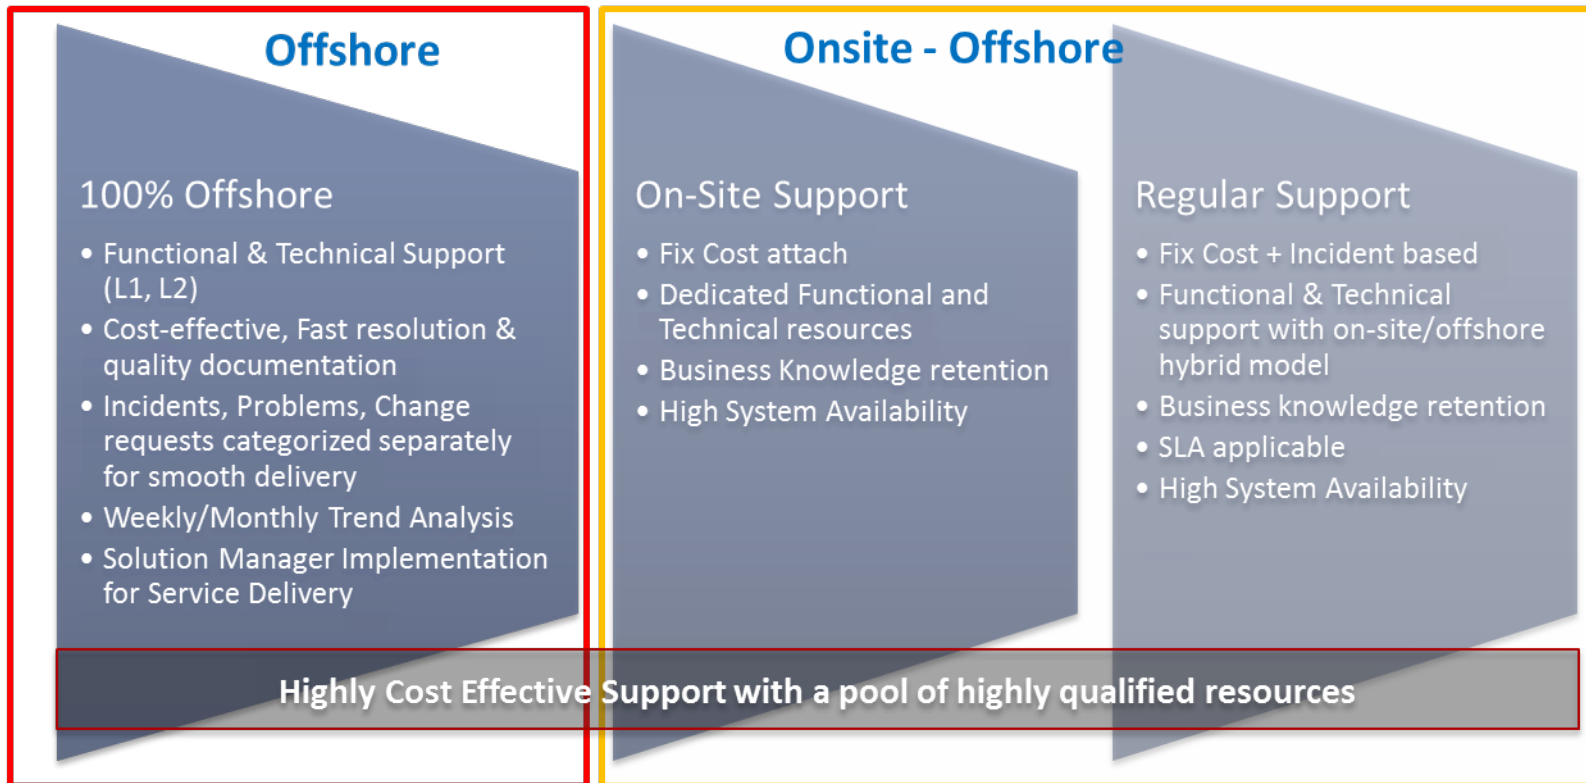 Offshore
Onsite - Offshore
100% Offshore
• Functional & Technical Support
(L1, L2)
• Cost-effective, Fast resolution &
quality documentation
• Incidents, Problems, Change
requests categorized separately
for smooth delivery
• Weekly/Monthly Trend Analysis
• Solution Manager Implementation
for Service Delivery
On-Site Support
• Fix Cost attach
• Dedicated Functional and
Technical resources
• Business Knowledge retention
• High System Availability
Regular Support
• Fix Cost + Incident based
• Functional & Technical
support with on-site/offshore
hybrid model
• Business knowledge retention
• SLA applicable
• High System Availability
Highly Cost Effective Support with a pool of highly qualified resources